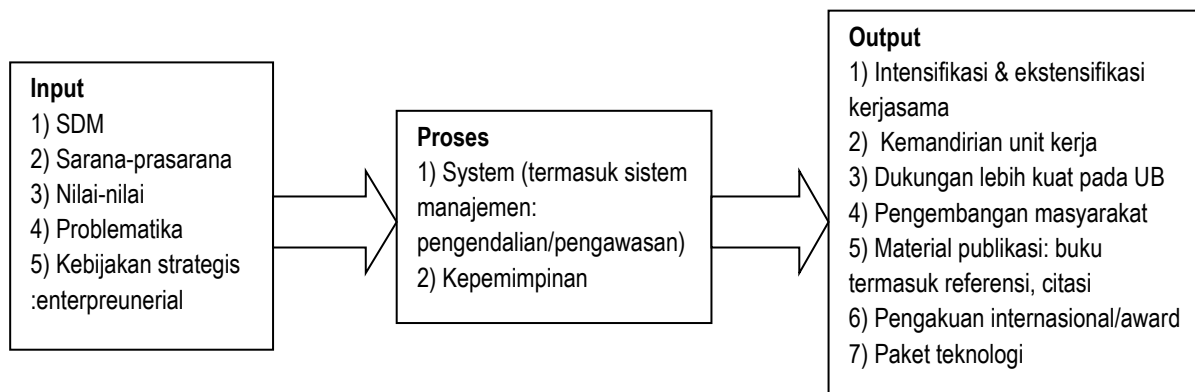 Input
1) SDM
2) Sarana-prasarana
3) Nilai-nilai
4) Problematika
5) Kebijakan strategis
:enterpreunerial
Proses
1) System (termasuk sistem
manajemen:
pengendalian/pengawasan)
2) Kepemimpinan
Output
1) Intensifikasi & ekstensifikasi
kerjasama
2) Kemandirian unit kerja
3) Dukungan lebih kuat pada UB
4) Pengembangan masyarakat
5) Material publikasi: buku
termasuk referensi, citasi
6) Pengakuan internasional/award
7) Paket teknologi